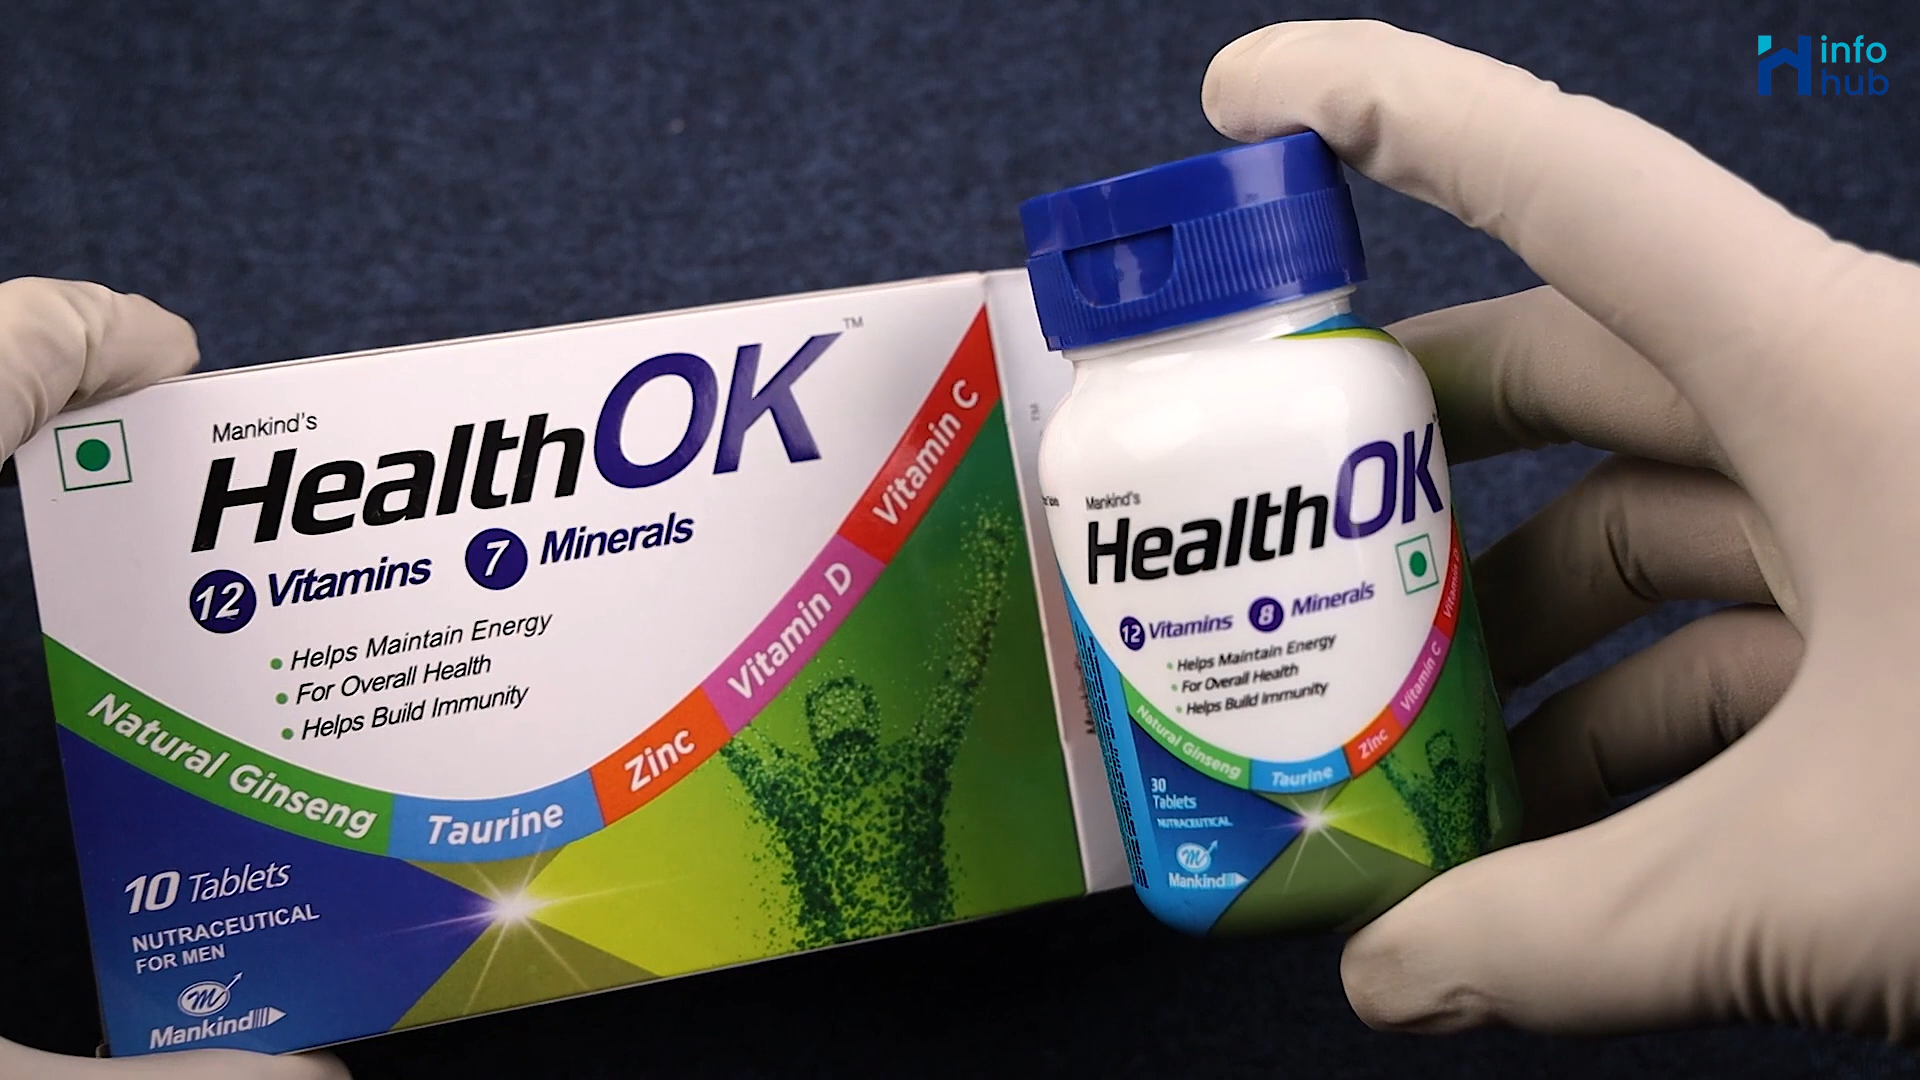 info
hub
Mankind's
HealthOK™
12 Vitamins 7 Minerals
• Helps Maintain Energy
• For Overall Health
• Helps Build Immunity
Natural Ginseng
Taurine
Zinc
Vitamin D
Vitamin C
10 Tablets
NUTRACEUTICAL
FOR MEN
Mankind
Mankind's
HealthOK
12 Vitamins 8 Minerals
• Helps Maintain Energy
• For Overall Health
• Helps Build Immunity
Natural Ginseng
Taurine
Zinc
Vitamin C
Vitamin D
30
Tablets
NUTRACEUTICAL
Mankind